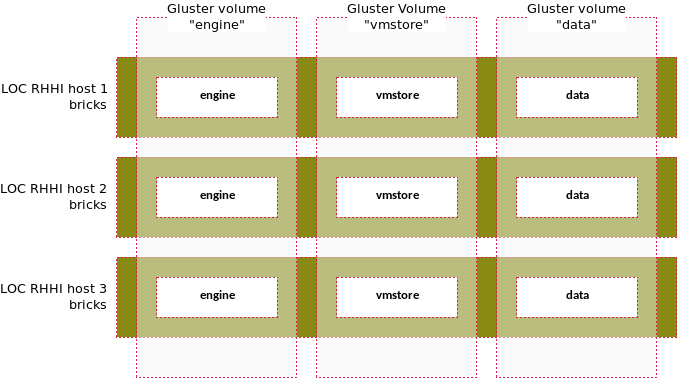 Gluster volume
"engine"
Gluster Volume
"vmstore"
Gluster volume
"data"
LOC RHHI host 1
bricks
engine
vmstore
data
LOC RHHI host 2
bricks
engine
vmstore
data
LOC RHHI host 3
bricks
engine
vmstore
data